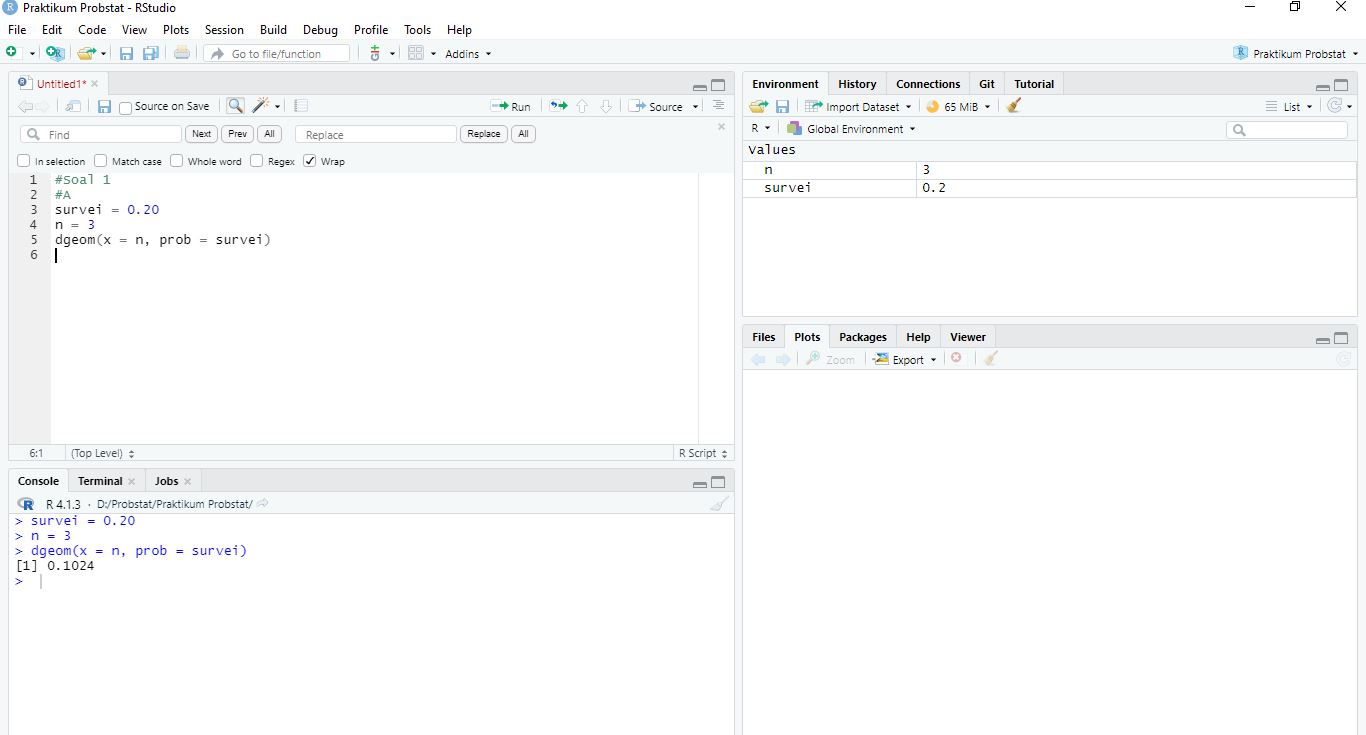 Praktikum Probstat - RStudio
File Edit Code View Plots Session Build Debug Profile Tools Help
Go to file/function Addins Praktikum Probstat
Untitled1*
Source on Save Run Source
Find Next Prev All Replace Replace All
In selection Match case Whole word Regex Wrap
1 #Soal 1
2 #A
3 survei = 0.20
4 n = 3
5 dgeom(x = n, prob = survei)
6
6:1 (Top Level) R Script
Console Terminal Jobs
R 4.1.3 · D:/Probstat/Praktikum Probstat/
> survei = 0.20
> n = 3
> dgeom(x = n, prob = survei)
[1] 0.1024
>
Environment History Connections Git Tutorial
Import Dataset 65 MiB List
R Global Environment
Values
n 3
survei 0.2
Files Plots Packages Help Viewer
Zoom Export